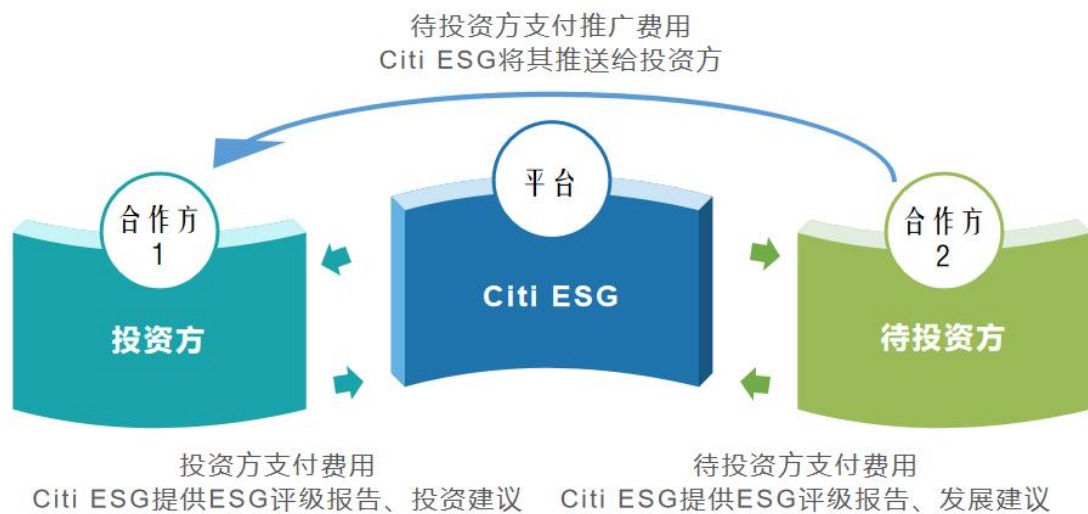 待投资方支付推广费用
Citi ESG将其推送给投资方
平台
合作方
1
合作方
2
Citi ESG
投资方
待投资方
投资方支付费用
Citi ESG提供ESG评级报告、投资建议
待投资方支付费用
Citi ESG提供ESG评级报告、发展建议